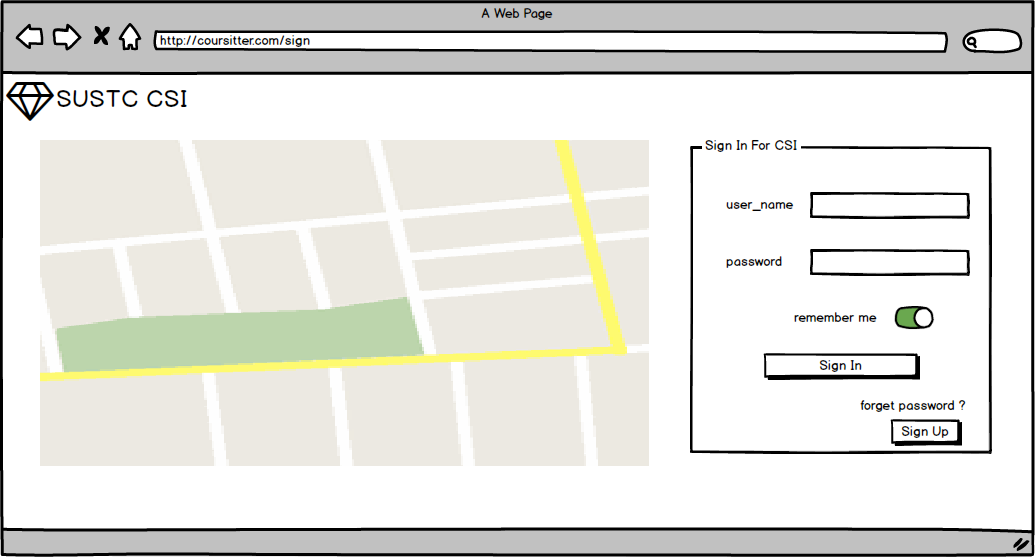 A Web Page
http://coursitter.com/sign
SUSTC CSI
Sign In For CSI
user_name
password
remember me
Sign In
forget password ?
Sign Up